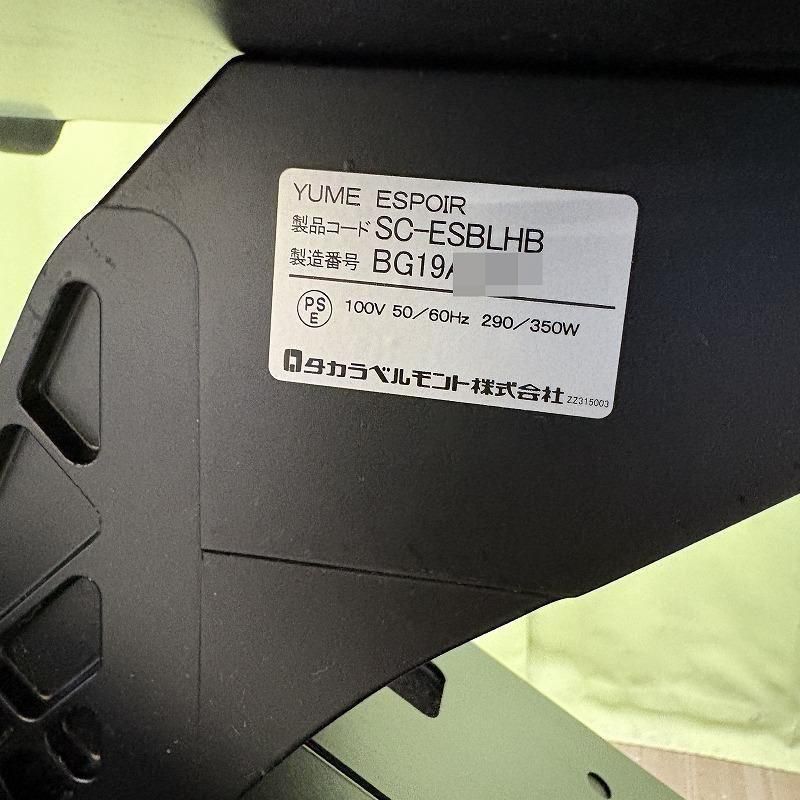 YUME ESPOIR
製品コード SC-ESBLHB
製造番号 BG19A
PS
E
100V 50/60Hz 290/350W
タカラベルモント株式会社 ZZ315003